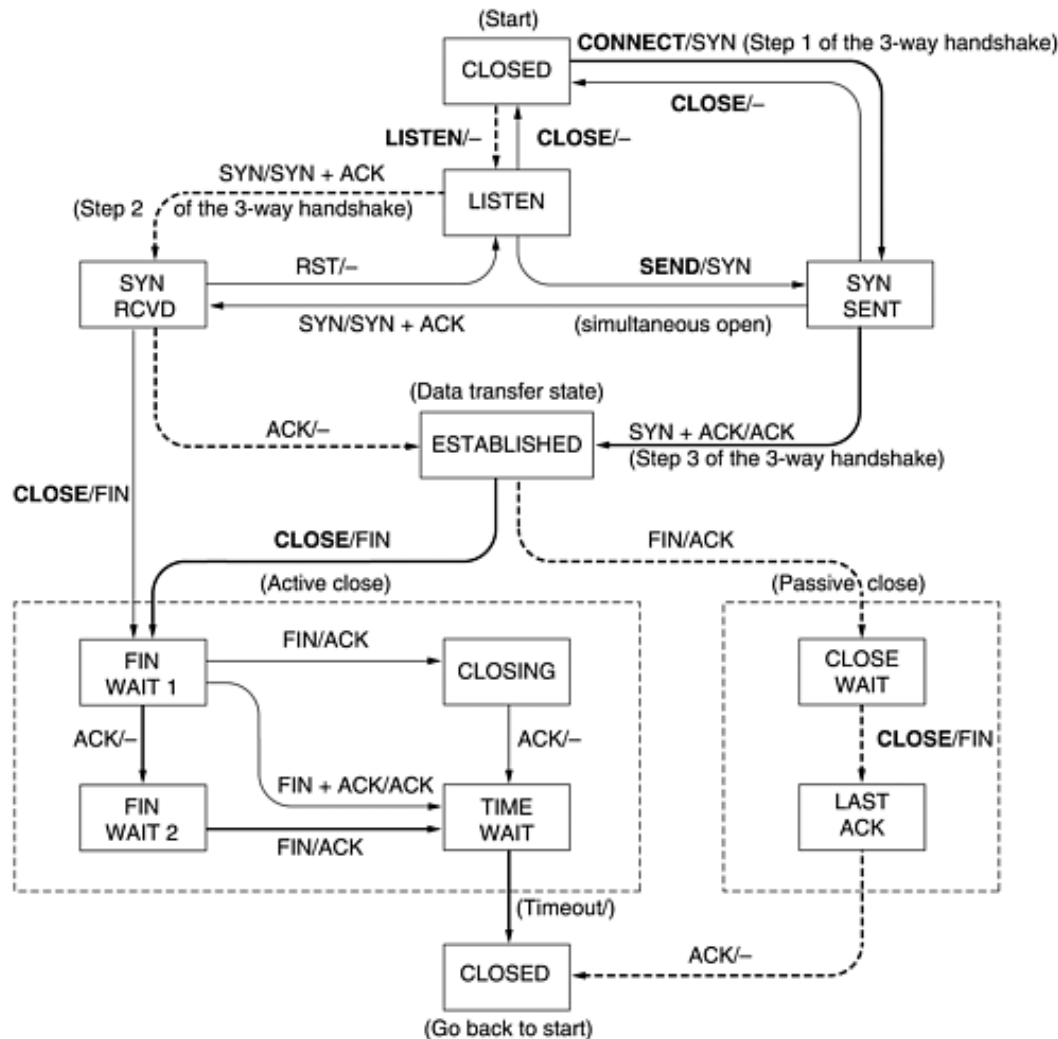 (Start)
CONNECT/SYN (Step 1 of the 3-way handshake)
CLOSED
CLOSE/–
LISTEN/–
CLOSE/–
SYN/SYN + ACK
(Step 2 of the 3-way handshake)
LISTEN
RST/–
SEND/SYN
SYN
RCVD
SYN
SENT
SYN/SYN + ACK
(simultaneous open)
(Data transfer state)
ACK/–
ESTABLISHED
SYN + ACK/ACK
(Step 3 of the 3-way handshake)
CLOSE/FIN
CLOSE/FIN
FIN/ACK
(Active close)
(Passive close)
FIN
WAIT 1
FIN/ACK
CLOSING
CLOSE
WAIT
ACK/–
ACK/–
CLOSE/FIN
FIN + ACK/ACK
FIN
WAIT 2
FIN/ACK
TIME
WAIT
LAST
ACK
(Timeout/)
CLOSED
ACK/–
(Go back to start)